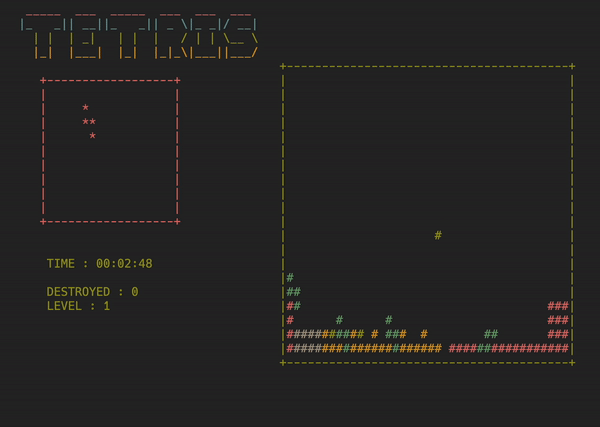 TETRIS
TIME : 00:02:48
DESTROYED : 0
LEVEL : 1